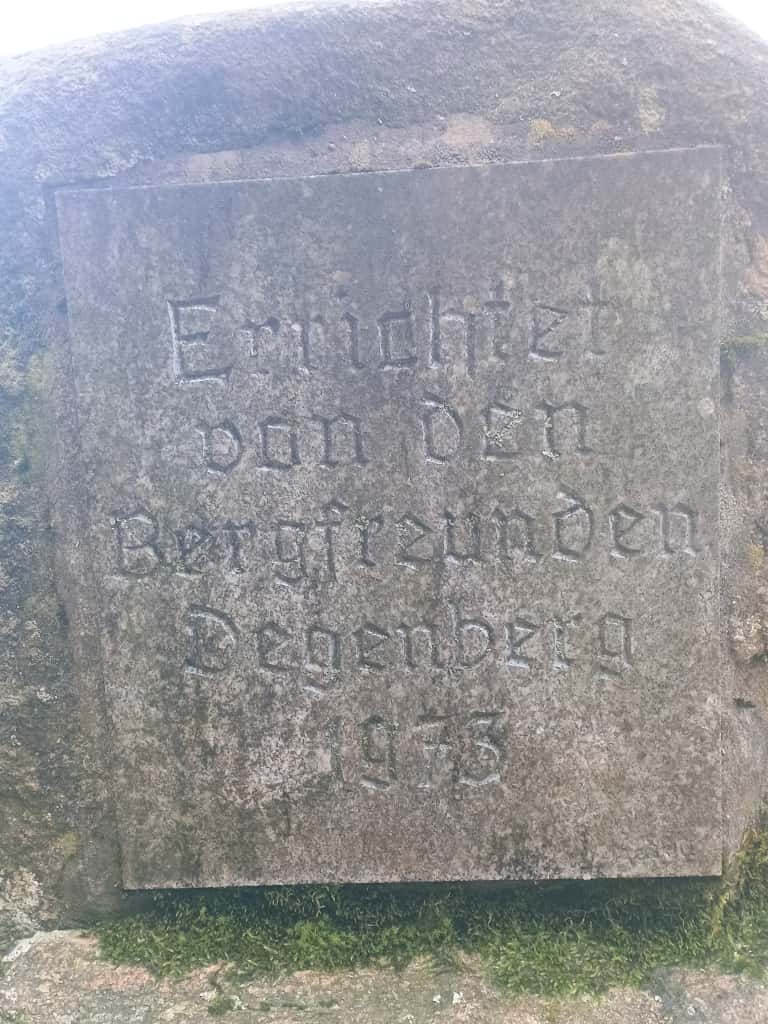 Errichtet
von den
Bergfreunden
Degenberg
1973